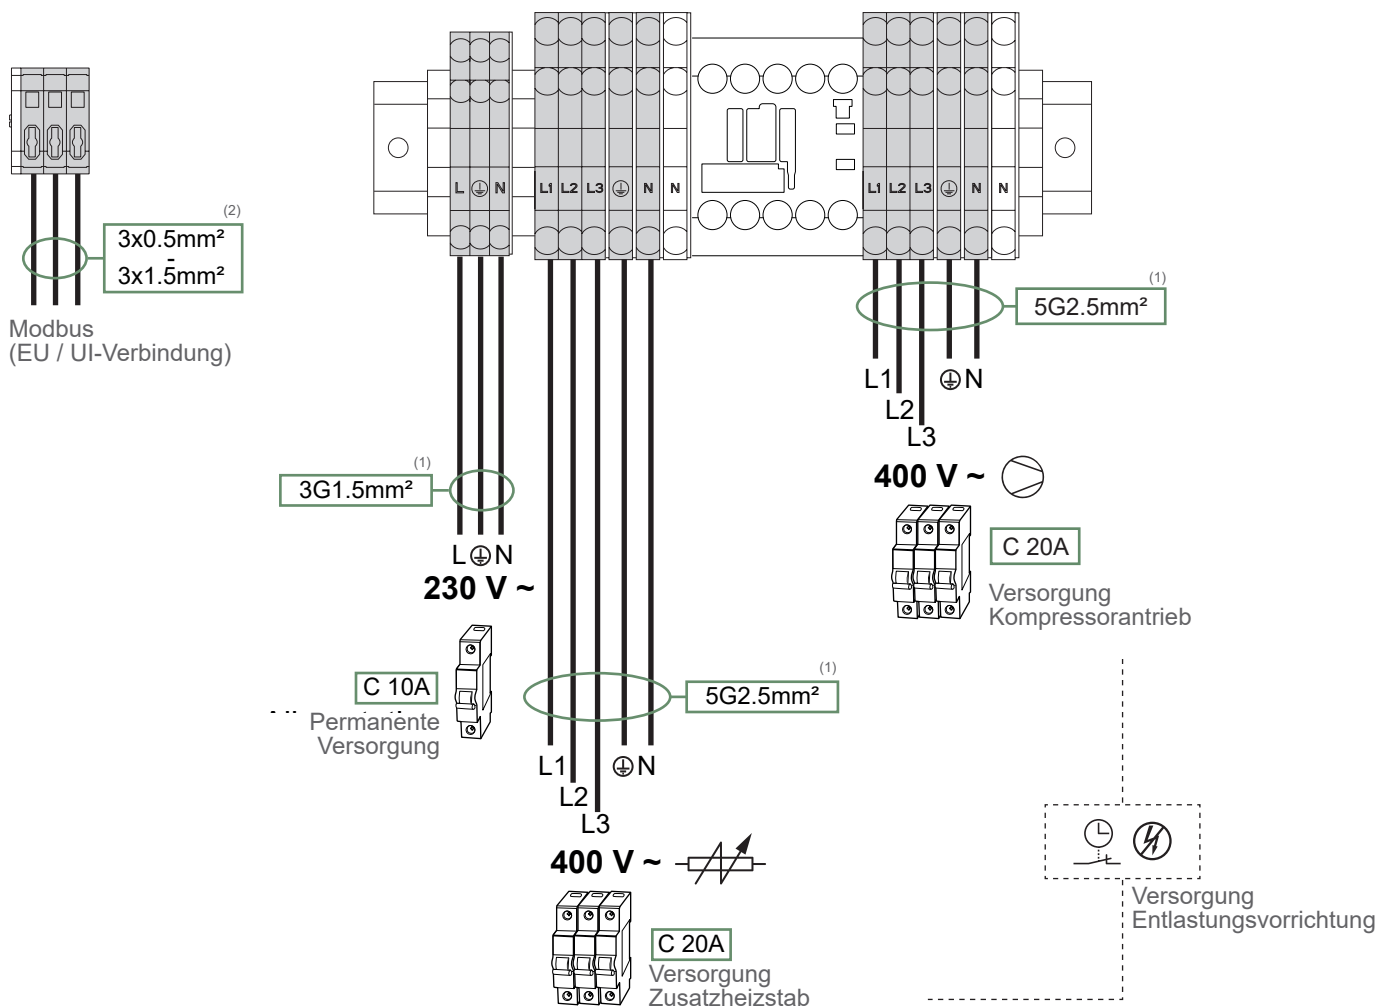 L N L1 L2 L3 N N L1 L2 L3 N N
(2)
3x0.5mm²
-
3x1.5mm²
Modbus
(EU / UI-Verbindung)
(1)
5G2.5mm²
L1 N
L2
L3
400 V ~
C 20A
Versorgung
Kompressorantrieb
(1)
3G1.5mm²
L N
230 V ~
C 10A
Permanente
Versorgung
(1)
5G2.5mm²
L1 N
L2
L3
400 V ~
C 20A
Versorgung
Zusatzheizstab
Versorgung
Entlastungsvorrichtung